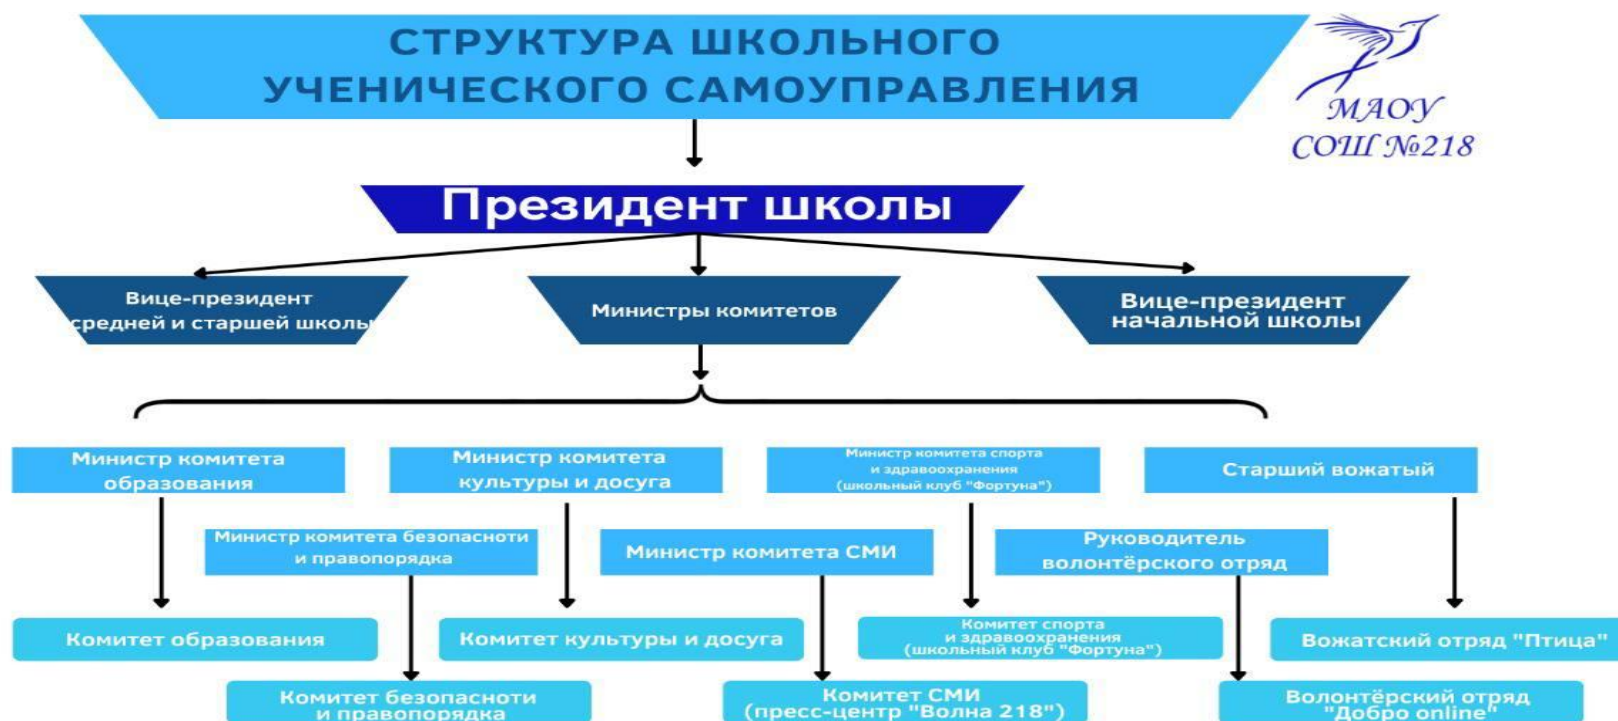 СТРУКТУРА ШКОЛЬНОГО
УЧЕНИЧЕСКОГО САМОУПРАВЛЕНИЯ
МАОУ
СОШ №218
Президент школы
Вице-президент
средней и старшей школы
Министры комитетов
Вице-президент
начальной школы
Министр комитета
образования
Министр комитета
культуры и досуга
Министр комитета спорта
и здравоохранения
(школьный клуб "Фортуна")
Старший вожатый
Министр комитета безопасноти
и правопорядка
Министр комитета СМИ
Руководитель
волонтёрского отряд
Комитет образования
Комитет культуры и досуга
Комитет спорта
и здравоохранения
(школьный клуб "Фортуна")
Вожатский отряд "Птица"
Комитет безопасноти
и правопорядка
Комитет СМИ
(пресс-центр "Волна 218")
Волонтёрский отряд
"Добро online"